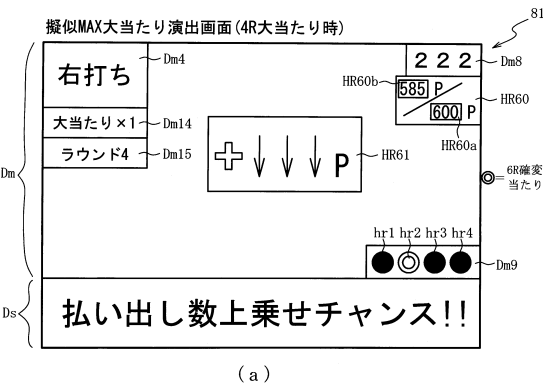 擬似MAX大当たり演出画面(4R大当たり時)
81
右打ち
Dm4
2 2 2
Dm8
HR60b
585 P
HR60
600 P
HR60a
大当たり×1
Dm14
ラウンド4
Dm15
+ ↓ ↓ ↓ P
HR61
Dm
◎=6R確変
当たり
hr1 hr2 hr3 hr4
Dm9
Ds
払い出し数上乗せチャンス!!
(a)